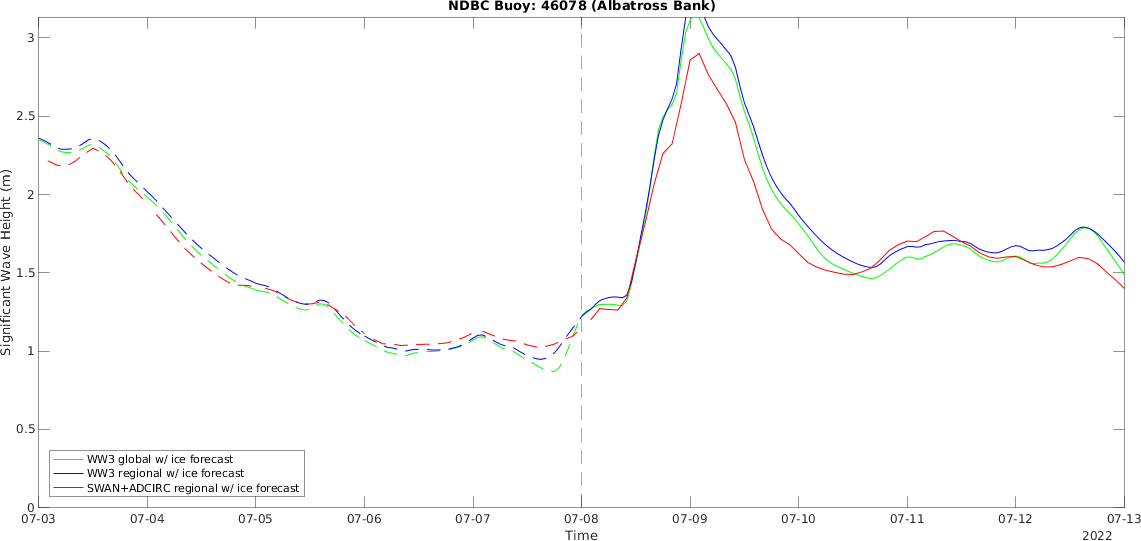 NDBC Buoy: 46078 (Albatross Bank)
3
2.5
2
1.5
1
0.5
0
Significant Wave Height (m)
WW3 global w/ ice forecast
WW3 regional w/ ice forecast
SWAN+ADCIRC regional w/ ice forecast
07-03 07-04 07-05 07-06 07-07 07-08 07-09 07-10 07-11 07-12 07-13
Time
2022